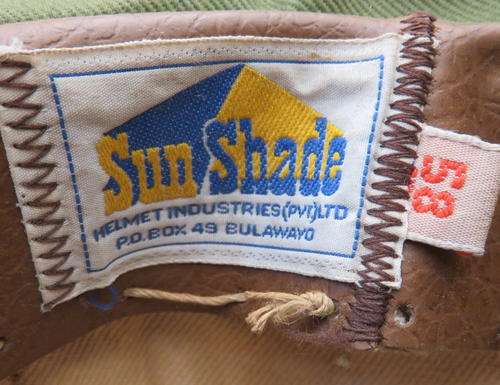 Sun Shade
HELMET INDUSTRIES (PVT) LTD
P.O. BOX 49 BULAWAYO
58